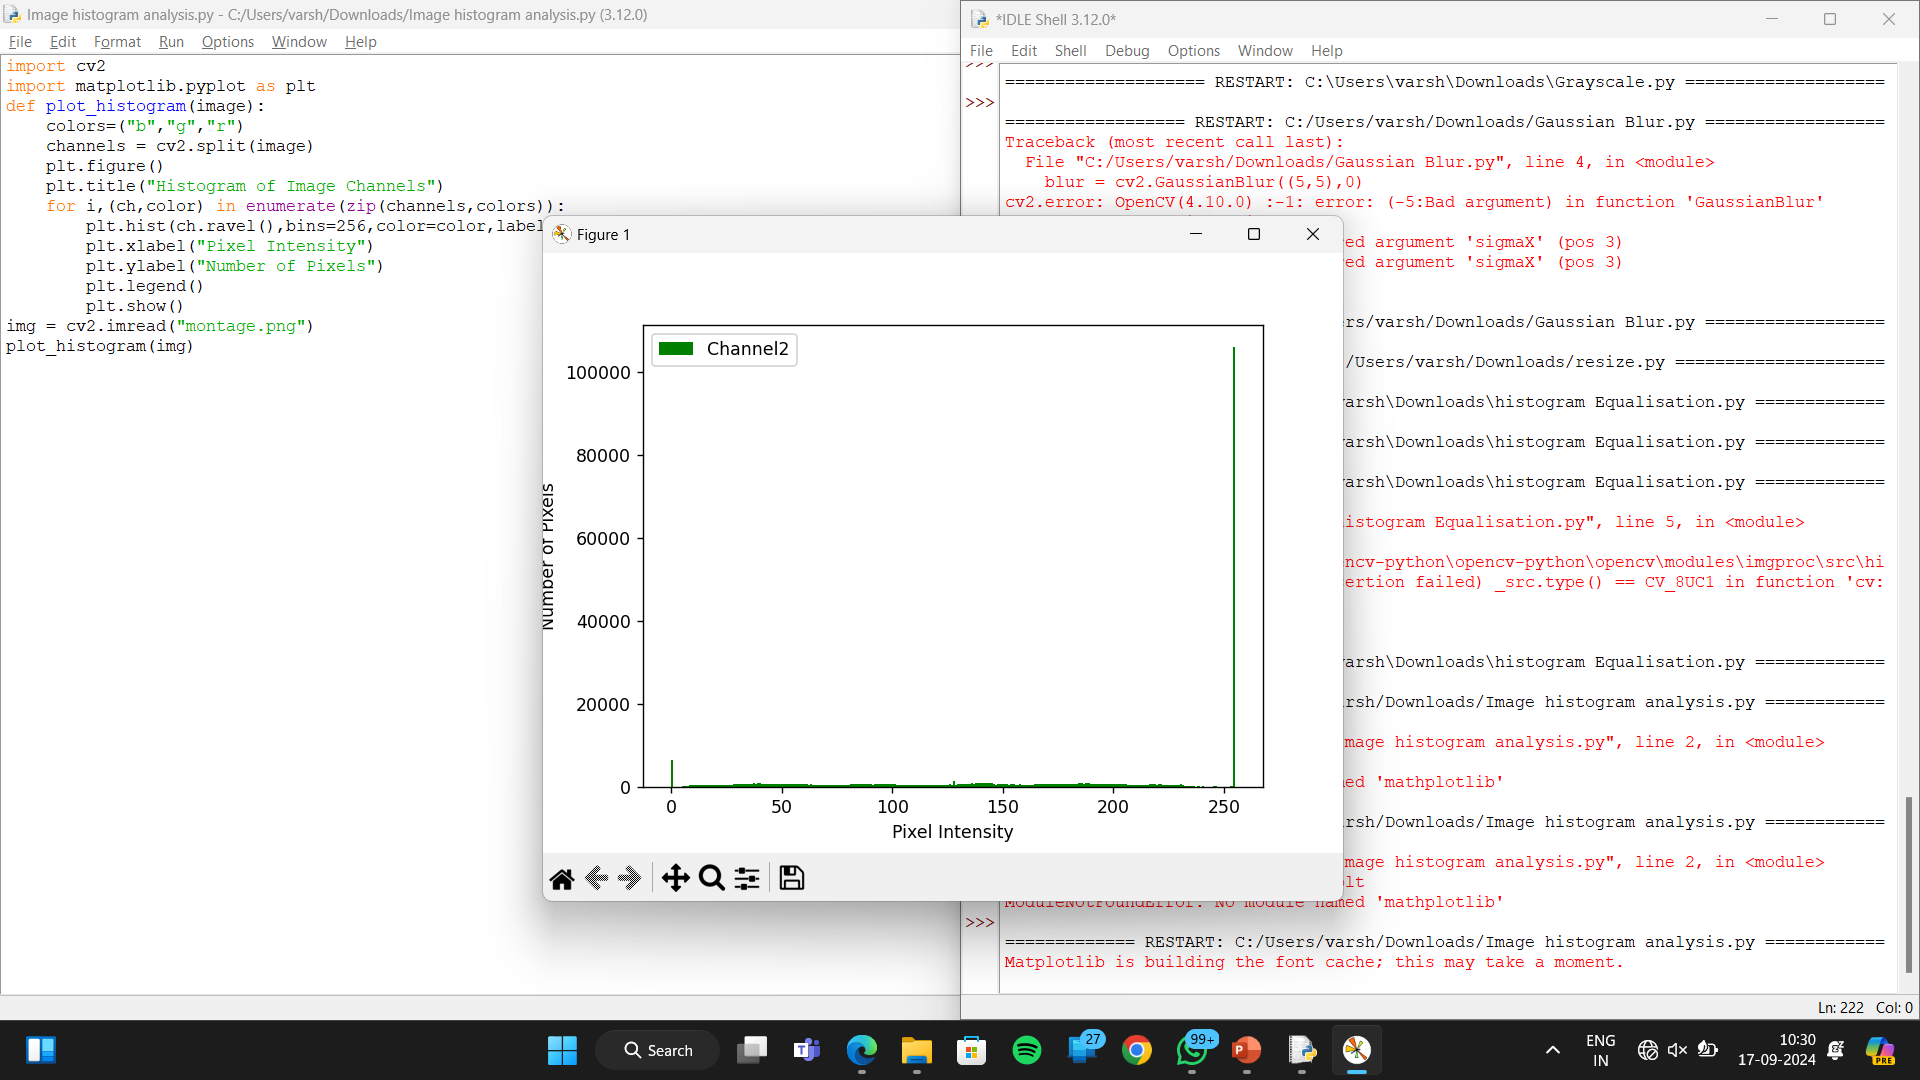 Image histogram analysis.py - C:/Users/varsh/Downloads/Image histogram analysis.py (3.12.0)
File Edit Format Run Options Window Help
import cv2
import matplotlib.pyplot as plt
def plot_histogram(image):
    colors=("b","g","r")
    channels = cv2.split(image)
    plt.figure()
    plt.title("Histogram of Image Channels")
    for i,(ch,color) in enumerate(zip(channels,colors)):
        plt.hist(ch.ravel(),bins=256,color=color,label
        plt.xlabel("Pixel Intensity")
        plt.ylabel("Number of Pixels")
        plt.legend()
        plt.show()
img = cv2.imread("montage.png")
plot_histogram(img)
*IDLE Shell 3.12.0*
File Edit Shell Debug Options Window Help
>>>
==================== RESTART: C:\Users\varsh\Downloads\Grayscale.py ====================
>>>
================== RESTART: C:/Users/varsh/Downloads/Gaussian Blur.py ==================
Traceback (most recent call last):
  File "C:/Users/varsh/Downloads/Gaussian Blur.py", line 4, in <module>
    blur = cv2.GaussianBlur((5,5),0)
cv2.error: OpenCV(4.10.0) :-1: error: (-5:Bad argument) in function 'GaussianBlur'
ed argument 'sigmaX' (pos 3)
ed argument 'sigmaX' (pos 3)
rs/varsh/Downloads/Gaussian Blur.py ==================
/Users/varsh/Downloads/resize.py =====================
arsh\Downloads\histogram Equalisation.py =============
arsh\Downloads\histogram Equalisation.py =============
arsh\Downloads\histogram Equalisation.py =============
istogram Equalisation.py", line 5, in <module>
ncv-python\opencv-python\opencv\modules\imgproc\src\hi
ertion failed) _src.type() == CV_8UC1 in function 'cv:
arsh\Downloads\histogram Equalisation.py =============
rsh/Downloads/Image histogram analysis.py ============
mage histogram analysis.py", line 2, in <module>
ed 'mathplotlib'
rsh/Downloads/Image histogram analysis.py ============
mage histogram analysis.py", line 2, in <module>
lt
ModuleNotFoundError: No module named 'mathplotlib'
>>>
============= RESTART: C:/Users/varsh/Downloads/Image histogram analysis.py ============
Matplotlib is building the font cache; this may take a moment.
Ln: 222 Col: 0
Figure 1
Channel2
100000
80000
60000
40000
20000
0
Number of Pixels
0 50 100 150 200 250
Pixel Intensity
Search
27
99+
ENG
IN
10:30
17-09-2024
PRE